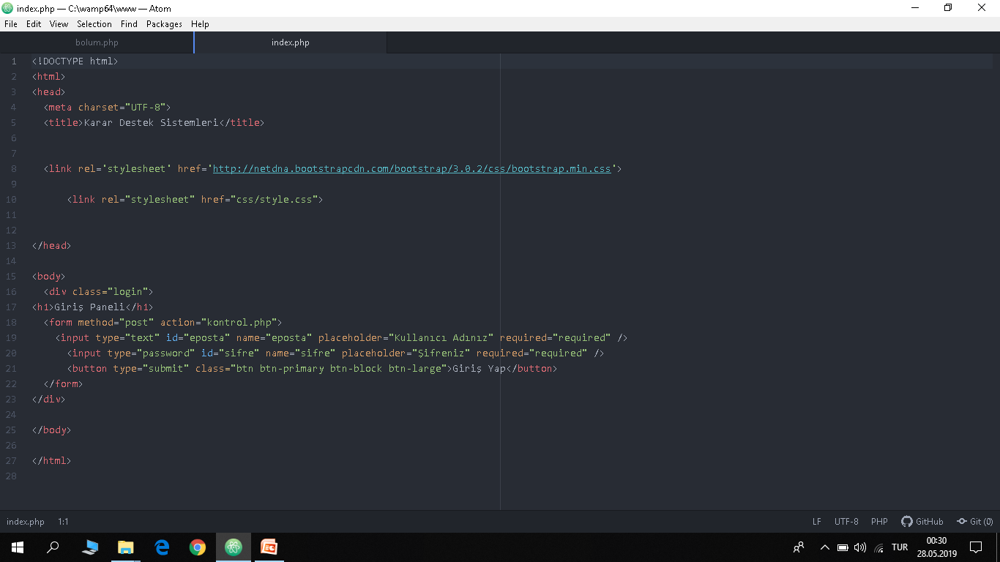 index.php — C:\wamp64\www — Atom
File Edit View Selection Find Packages Help
bolum.php index.php
1 <!DOCTYPE html>
2 <html>
3 <head>
4 <meta charset="UTF-8">
5 <title>Karar Destek Sistemleri</title>
6
7
8 <link rel='stylesheet' href='http://netdna.bootstrapcdn.com/bootstrap/3.0.2/css/bootstrap.min.css'>
9
10 <link rel="stylesheet" href="css/style.css">
11
12
13 </head>
14
15 <body>
16 <div class="login">
17 <h1>Giriş Paneli</h1>
18 <form method="post" action="kontrol.php">
19 <input type="text" id="eposta" name="eposta" placeholder="Kullanıcı Adınız" required="required" />
20 <input type="password" id="sifre" name="sifre" placeholder="Şifreniz" required="required" />
21 <button type="submit" class="btn btn-primary btn-block btn-large">Giriş Yap</button>
22 </form>
23 </div>
24
25 </body>
26
27 </html>
28
index.php 1:1 LF UTF-8 PHP GitHub Git (0)
TUR 00:30
28.05.2019